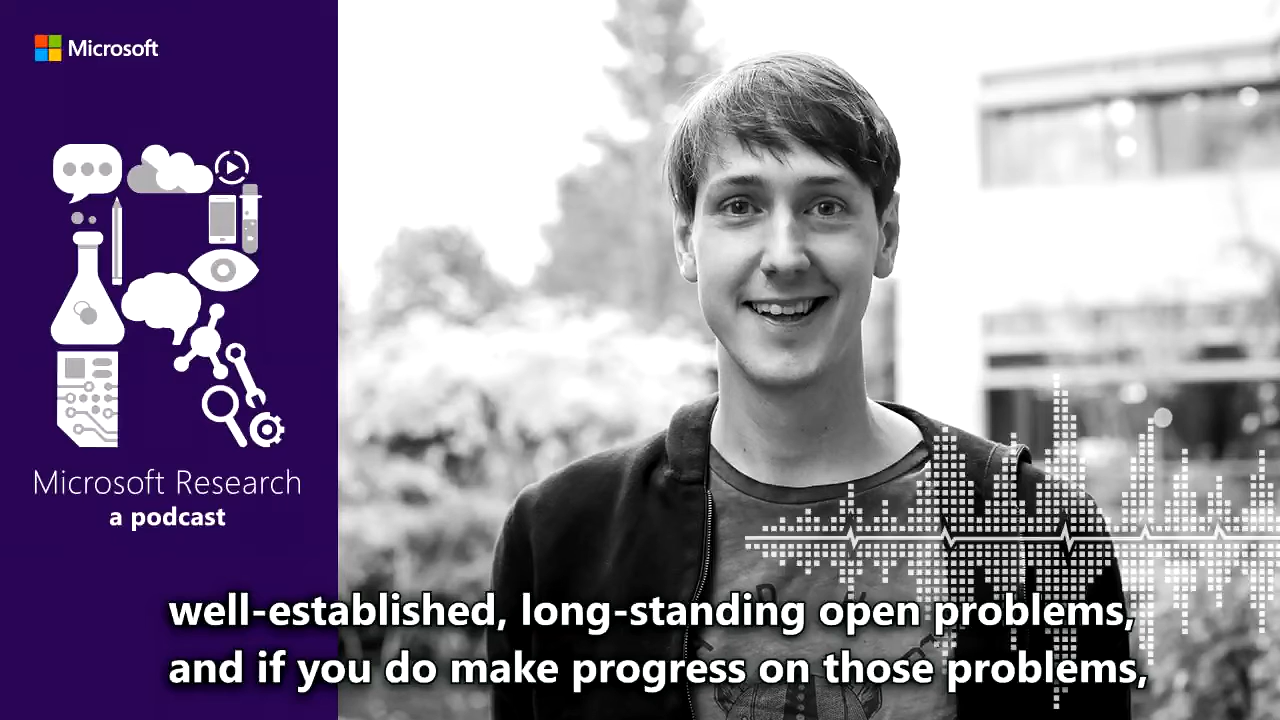 Microsoft
Microsoft Research
a podcast
well-established, long-standing open problems,
and if you do make progress on those problems,